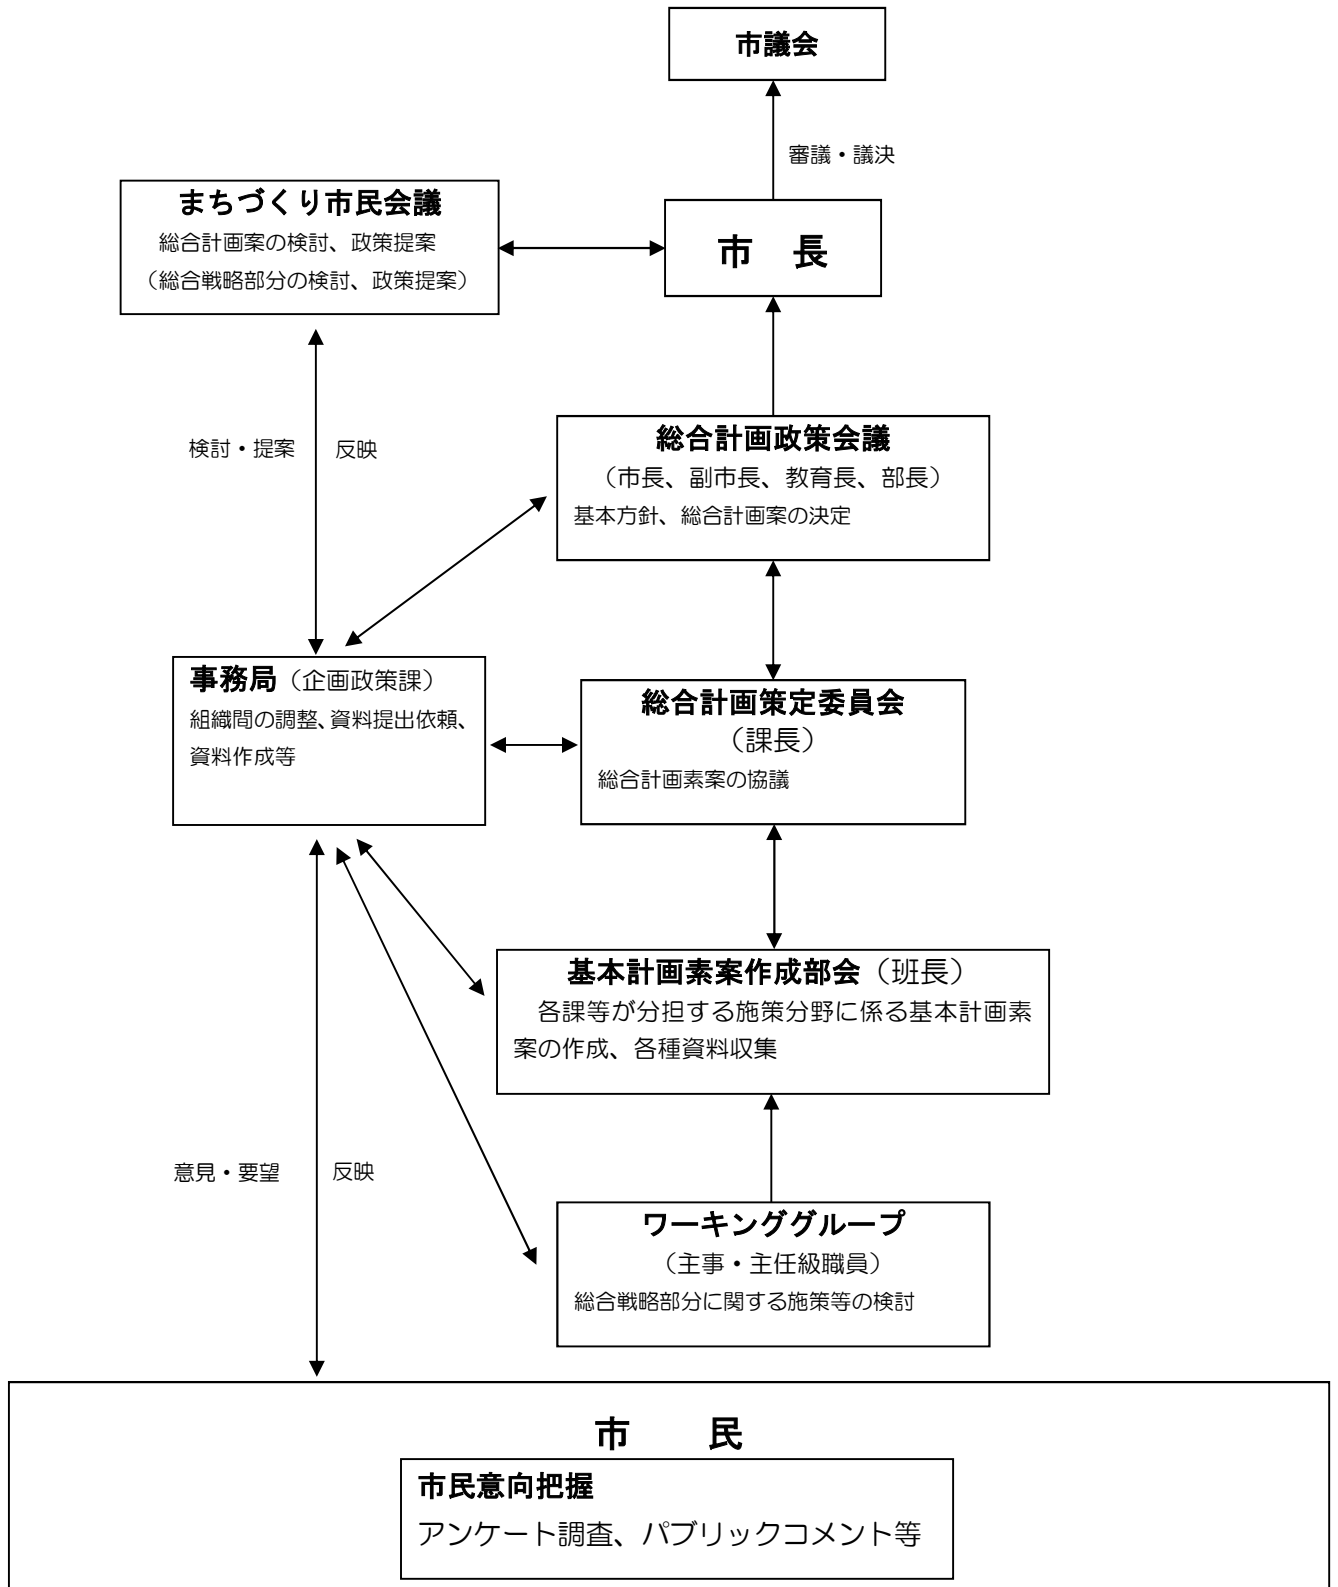 市議会
審議・議決
まちづくり市民会議
総合計画案の検討、政策提案
（総合戦略部分の検討、政策提案）
市　長
検討・提案
反映
総合計画政策会議
（市長、副市長、教育長、部長）
基本方針、総合計画案の決定
事務局（企画政策課）
組織間の調整、資料提出依頼、
資料作成等
総合計画策定委員会
（課長）
総合計画素案の協議
基本計画素案作成部会（班長）
各課等が分担する施策分野に係る基本計画素
案の作成、各種資料収集
意見・要望
反映
ワーキンググループ
（主事・主任級職員）
総合戦略部分に関する施策等の検討
市　民
市民意向把握
アンケート調査、パブリックコメント等